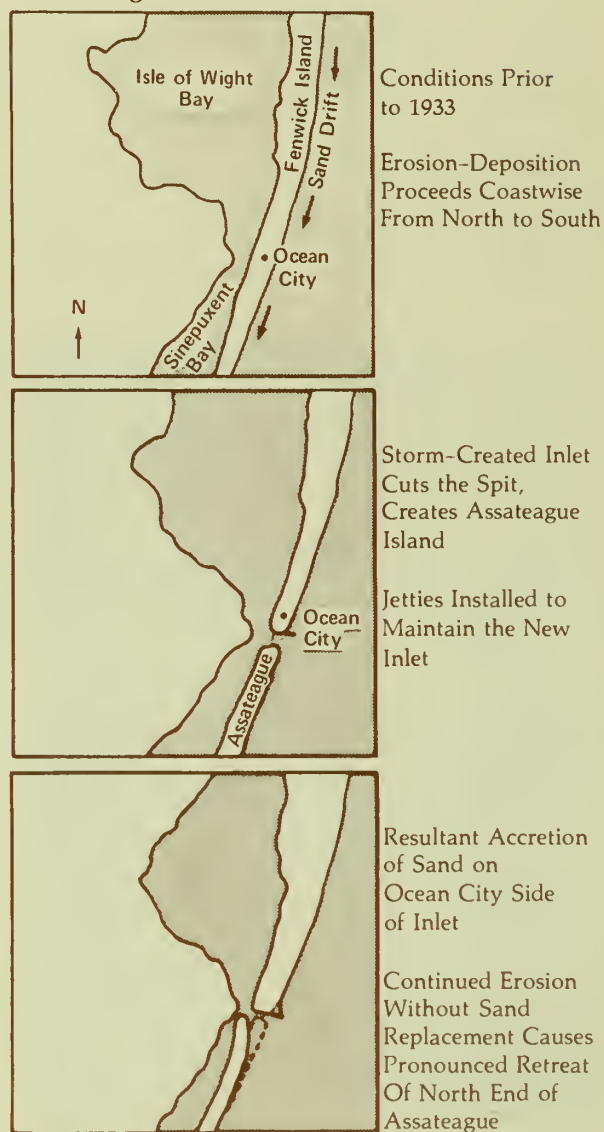 Isle of Wight
Bay
Fenwick Island
Sand Drift
Ocean
City
Sinepuxent
Bay
N
Conditions Prior
to 1933
Erosion-Deposition
Proceeds Coastwise
From North to South
Ocean
City
Assateague
Storm-Created Inlet
Cuts the Spit,
Creates Assateague
Island
Jetties Installed to
Maintain the New
Inlet
Resultant Accretion
of Sand on
Ocean City Side
of Inlet
Continued Erosion
Without Sand
Replacement Causes
Pronounced Retreat
Of North End of
Assateague